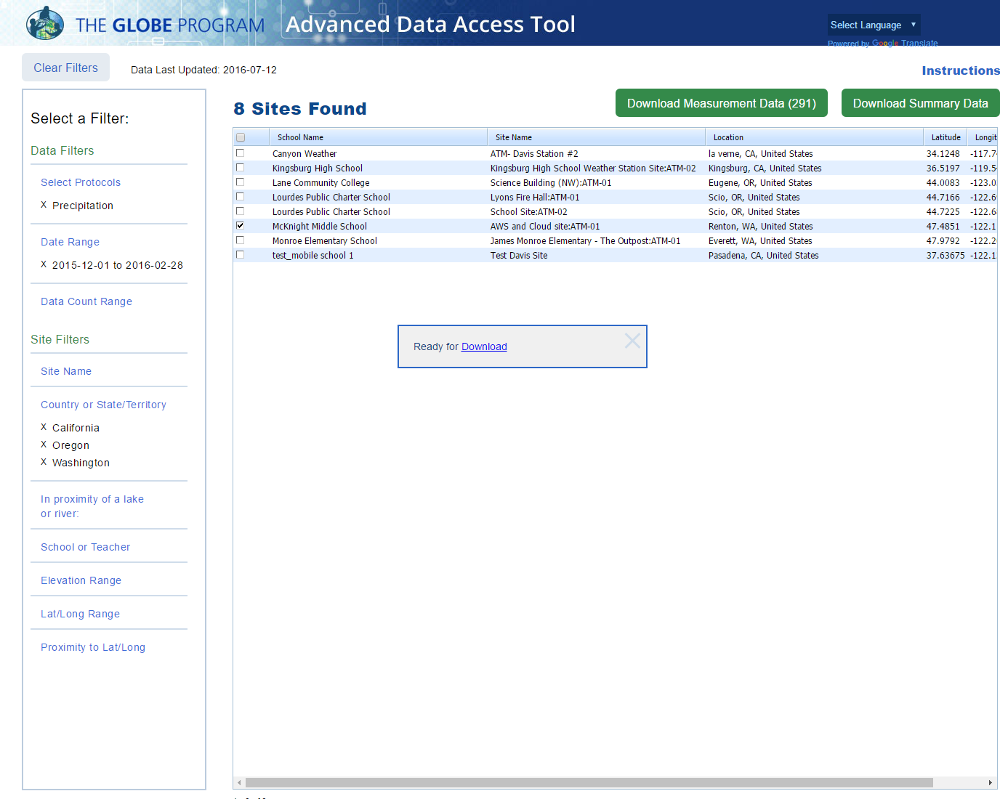 THE GLOBE PROGRAM Advanced Data Access Tool
Select Language ▼
Powered by Google Translate
Clear Filters Data Last Updated: 2016-07-12
Instructions
Select a Filter:
Data Filters
Select Protocols
X Precipitation
Date Range
X 2015-12-01 to 2016-02-28
Data Count Range
Site Filters
Site Name
Country or State/Territory
X California
X Oregon
X Washington
In proximity of a lake
or river:
School or Teacher
Elevation Range
Lat/Long Range
Proximity to Lat/Long
8 Sites Found
Download Measurement Data (291) Download Summary Data
School Name Site Name Location Latitude Longit
Canyon Weather ATM- Davis Station #2 la verne, CA, United States 34.1248 -117.7
Kingsburg High School Kingsburg High School Weather Station Site:ATM-02 Kingsburg, CA, United States 36.5197 -119.5
Lane Community College Science Building (NW):ATM-01 Eugene, OR, United States 44.0083 -123.0
Lourdes Public Charter School Lyons Fire Hall:ATM-01 Scio, OR, United States 44.7166 -122.6
Lourdes Public Charter School School Site:ATM-02 Scio, OR, United States 44.7225 -122.6
McKnight Middle School AWS and Cloud site:ATM-01 Renton, WA, United States 47.4851 -122.1
Monroe Elementary School James Monroe Elementary - The Outpost:ATM-01 Everett, WA, United States 47.9792 -122.2
test_mobile school 1 Test Davis Site Pasadena, CA, United States 37.63675 -122.1
Ready for Download